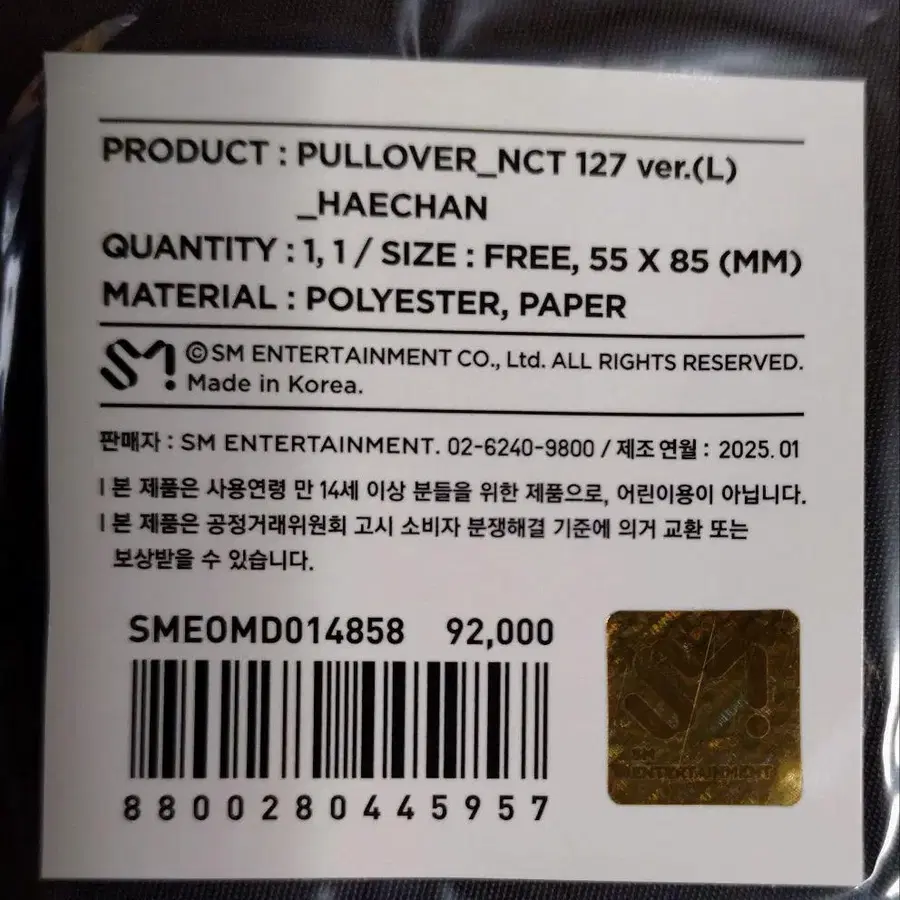 PRODUCT : PULLOVER_NCT 127 ver.(L)
_HAECHAN
QUANTITY : 1, 1 / SIZE : FREE, 55 X 85 (MM)
MATERIAL : POLYESTER, PAPER
SM! ©SM ENTERTAINMENT CO., Ltd. ALL RIGHTS RESERVED.
Made in Korea.
판매자 : SM ENTERTAINMENT. 02-6240-9800 / 제조연월 : 2025. 01
I 본 제품은 사용연령 만 14세 이상 분들을 위한 제품으로, 어린이용이 아닙니다.
I 본 제품은 공정거래위원회 고시 소비자 분쟁해결 기준에 의거 교환 또는
보상받을 수 있습니다.
SMEOMD014858 92,000
8800280445957
SM!
SM
ENTERTAINMENT